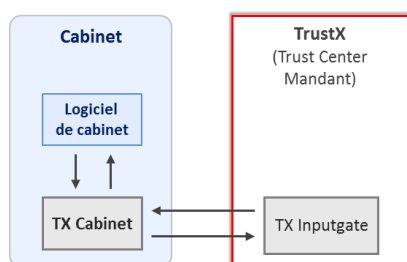 Cabinet
Logiciel
de cabinet
TX Cabinet
TrustX
(Trust Center
Mandant)
TX Inputgate